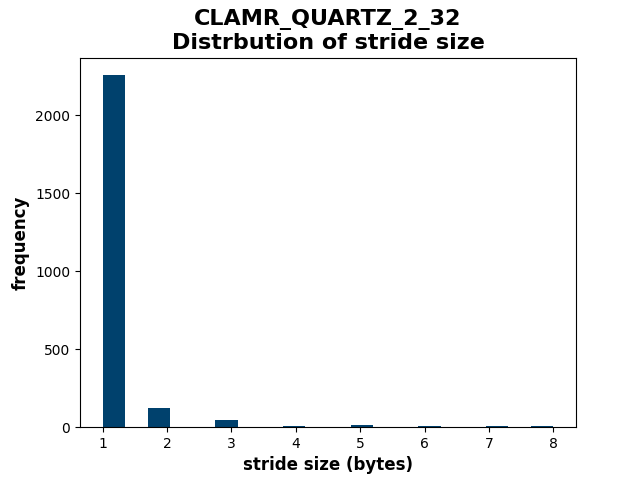 CLAMR_QUARTZ_2_32
Distrbution of stride size
2000
1500
1000
500
0
frequency
1 2 3 4 5 6 7 8
stride size (bytes)